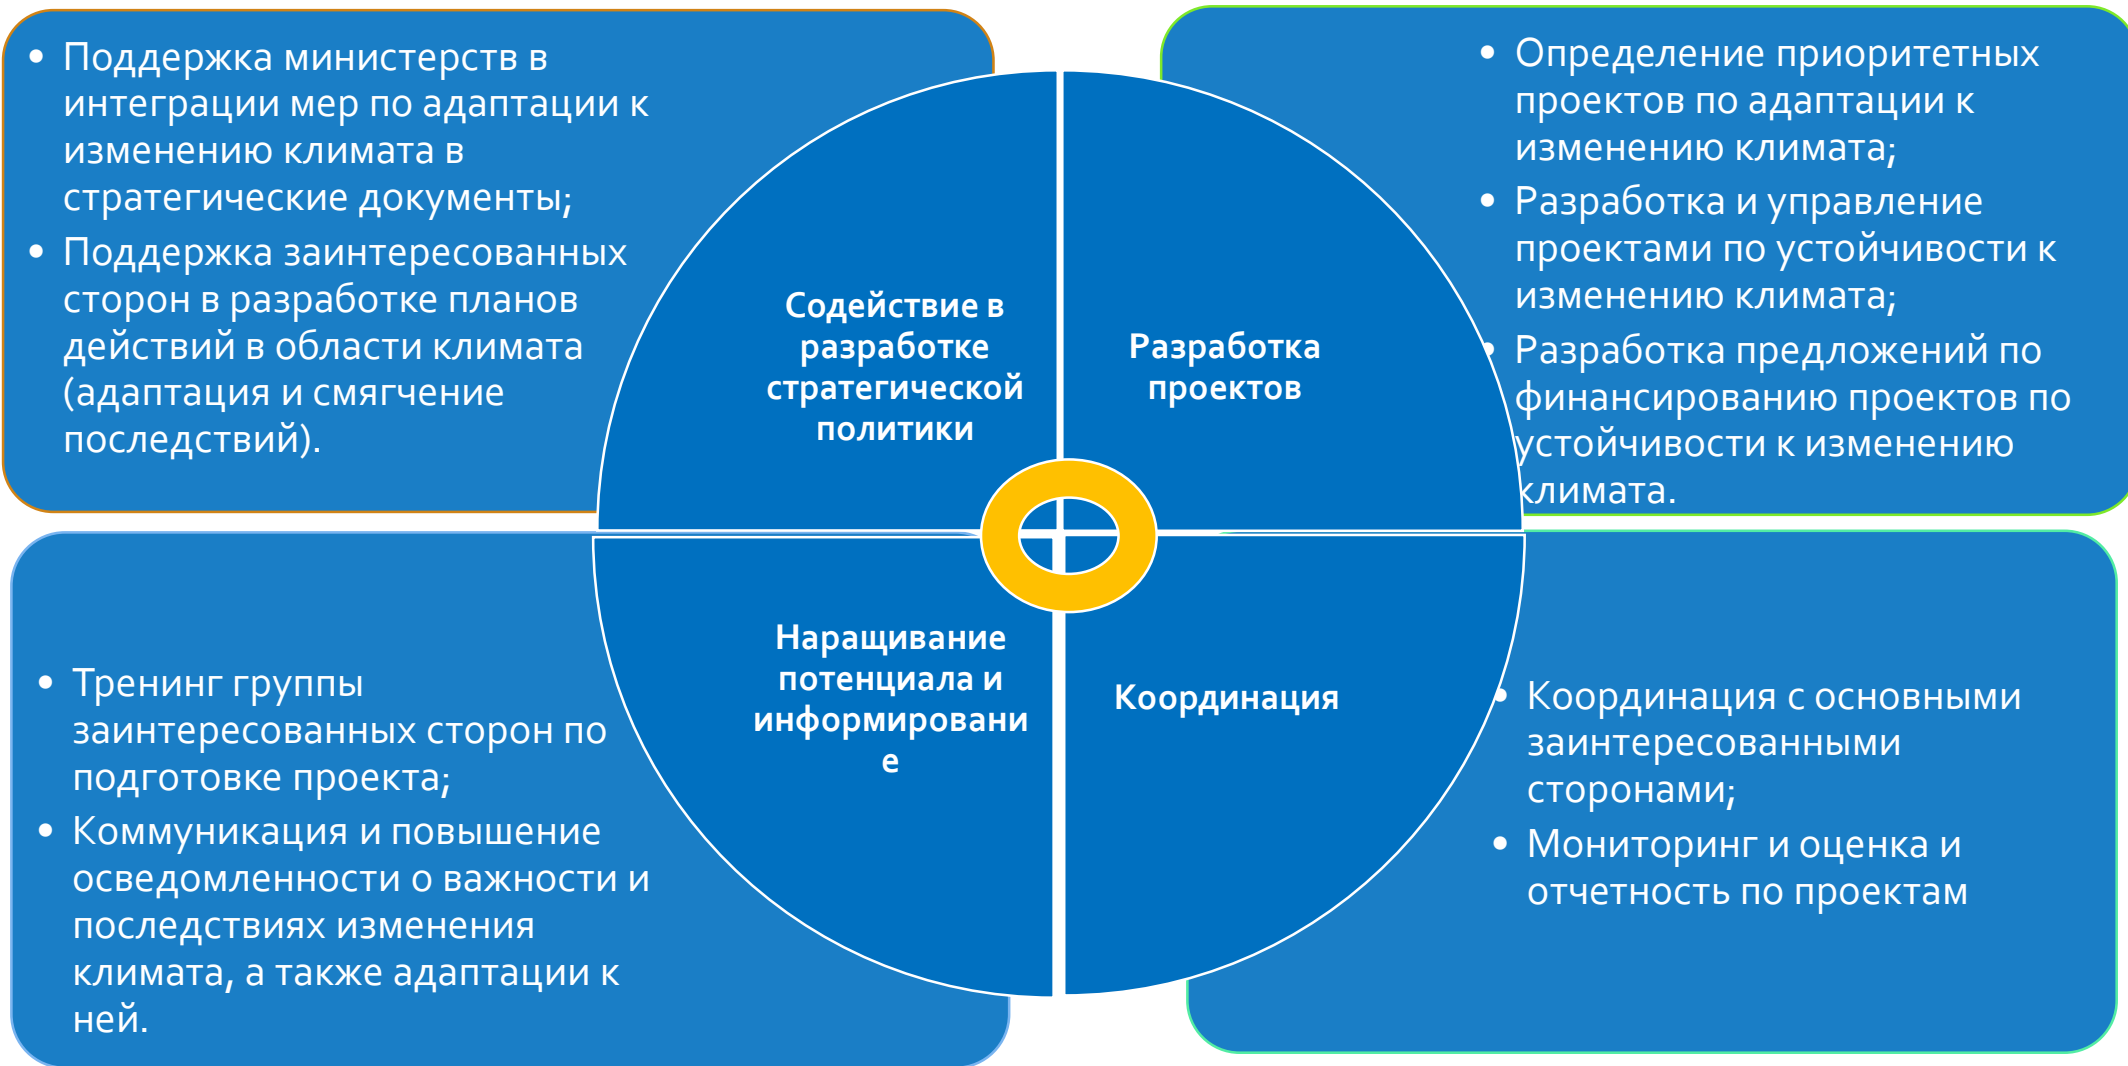 • Поддержка министерств в
интеграции мер по адаптации к
изменению климата в
стратегические документы;
• Поддержка заинтересованных
сторон в разработке планов
действий в области климата
(адаптация и смягчение
последствий).
• Определение приоритетных
проектов по адаптации к
изменению климата;
• Разработка и управление
проектами по устойчивости к
изменению климата;
• Разработка предложений по
финансированию проектов по
устойчивости к изменению
климата.
Содействие в
разработке
стратегической
политики
Разработка
проектов
Наращивание
потенциала и
информировани
е
Координация
• Тренинг группы
заинтересованных сторон по
подготовке проекта;
• Коммуникация и повышение
осведомленности о важности и
последствиях изменения
климата, а также адаптации к
ней.
• Координация с основными
заинтересованными
сторонами;
• Мониторинг и оценка и
отчетность по проектам